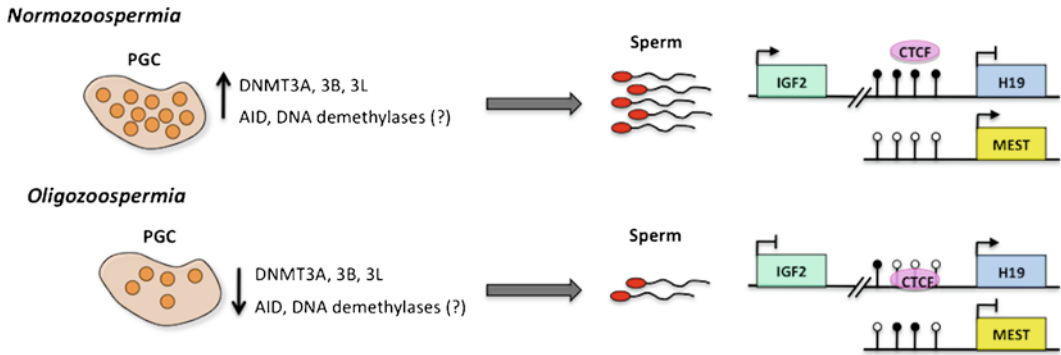 Normozoospermia
PGC
DNMT3A, 3B, 3L
AID, DNA demethylases (?)
Sperm
IGF2
CTCF
H19
MEST
Oligozoospermia
PGC
DNMT3A, 3B, 3L
AID, DNA demethylases (?)
Sperm
IGF2
CTCF
H19
MEST